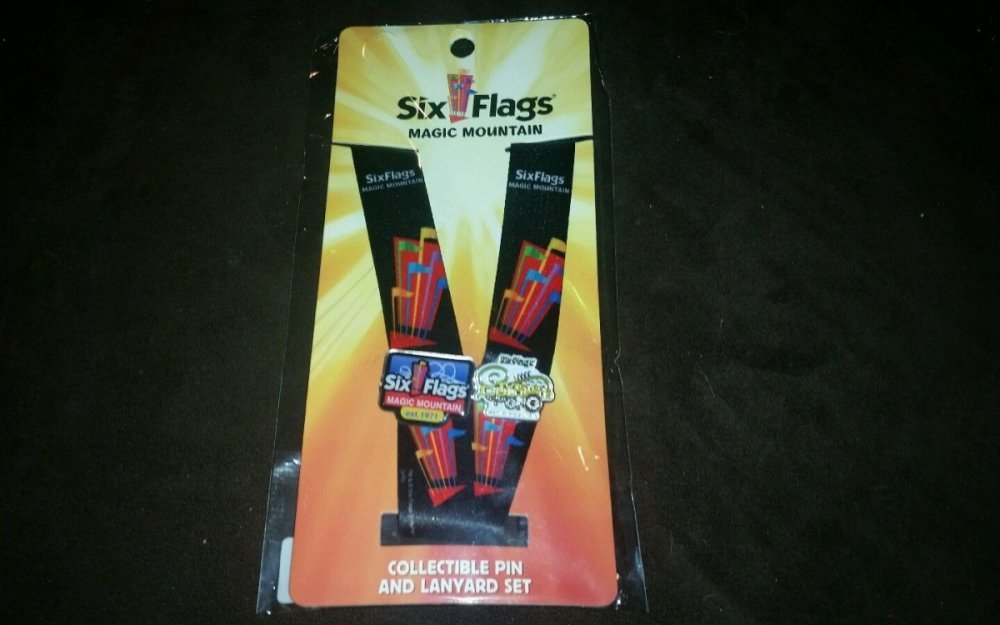 Six Flags
MAGIC MOUNTAIN
SixFlags
MAGIC MOUNTAIN
SixFlags
MAGIC MOUNTAIN
Six Flags
MAGIC MOUNTAIN
est. 1971
COLLECTIBLE PIN
AND LANYARD SET